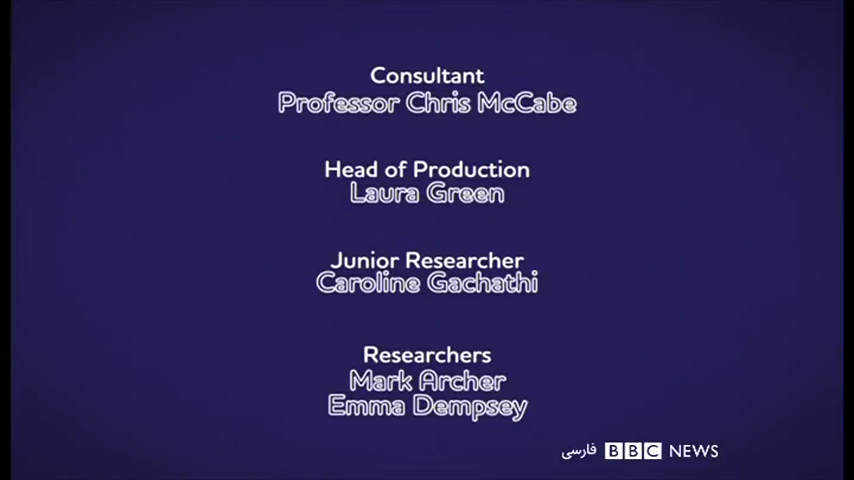 Consultant
Professor Chris McCabe
Head of Production
Laura Green
Junior Researcher
Caroline Gachathi
Researchers
Mark Archer
Emma Dempsey
BBC NEWS فارسی